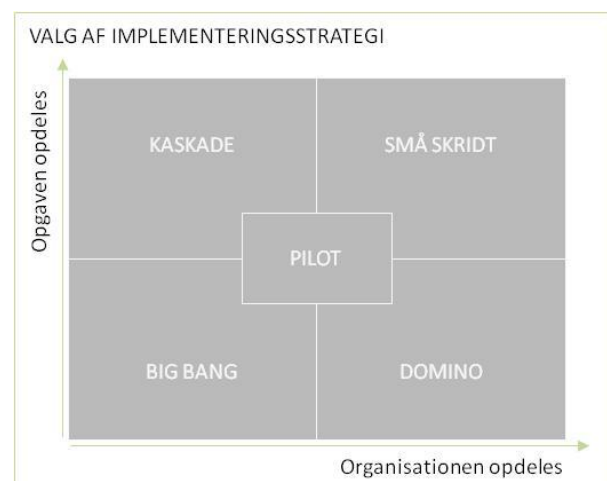 VALG AF IMPLEMENTERINGSSTRATEGI
Opgaven opdeles
KASKADE
SMÅ SKRIDT
PILOT
BIG BANG
DOMINO
Organisationen opdeles